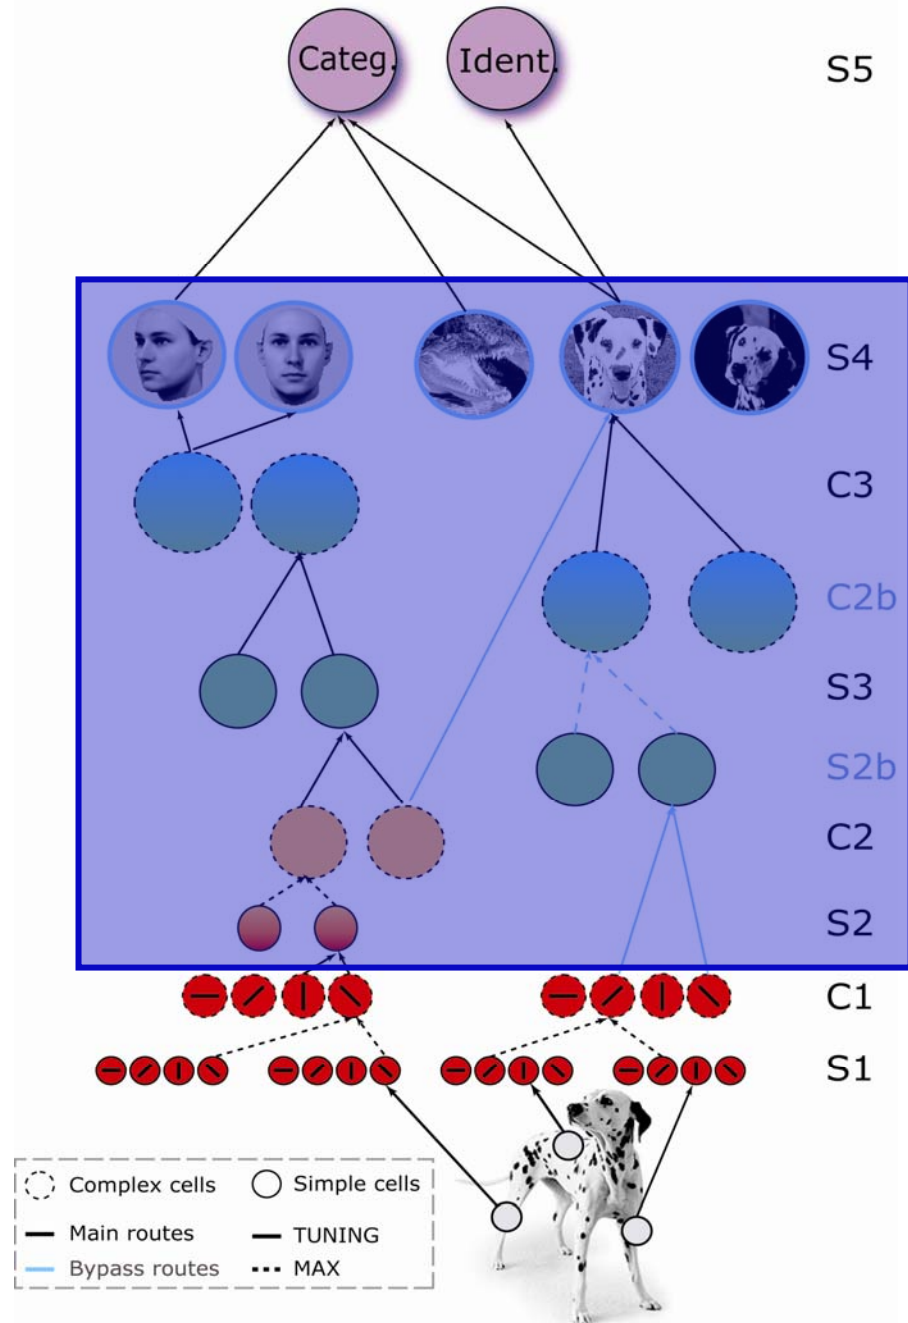 Categ.
Ident.
S5
S4
C3
C2b
S3
S2b
C2
S2
C1
S1
Complex cells
Simple cells
Main routes
TUNING
Bypass routes
MAX